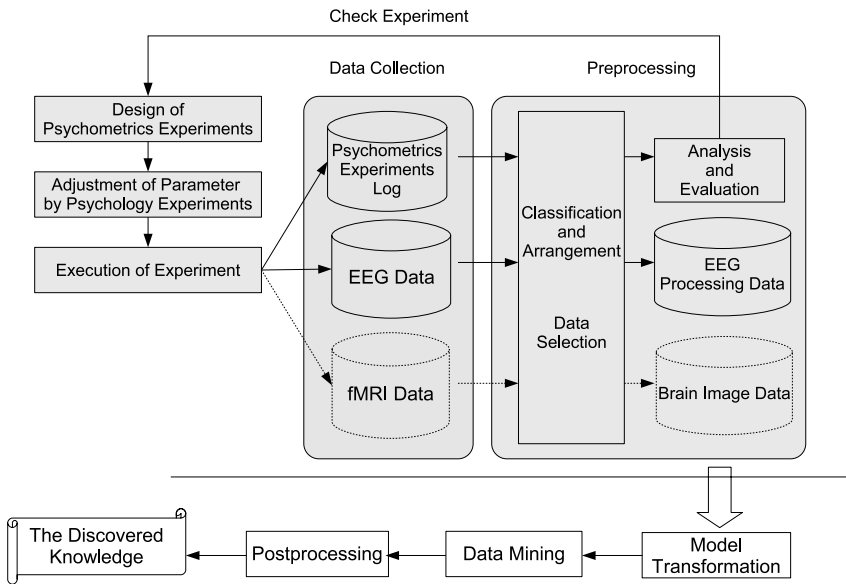 Check Experiment
Data Collection
Preprocessing
Design of
Psychometrics Experiments
Adjustment of Parameter
by Psychology Experiments
Execution of Experiment
Psychometrics
Experiments
Log
EEG Data
fMRI Data
Classification
and
Arrangement
Data
Selection
Analysis
and
Evaluation
EEG
Processing Data
Brain Image Data
The Discovered
Knowledge
Postprocessing
Data Mining
Model
Transformation